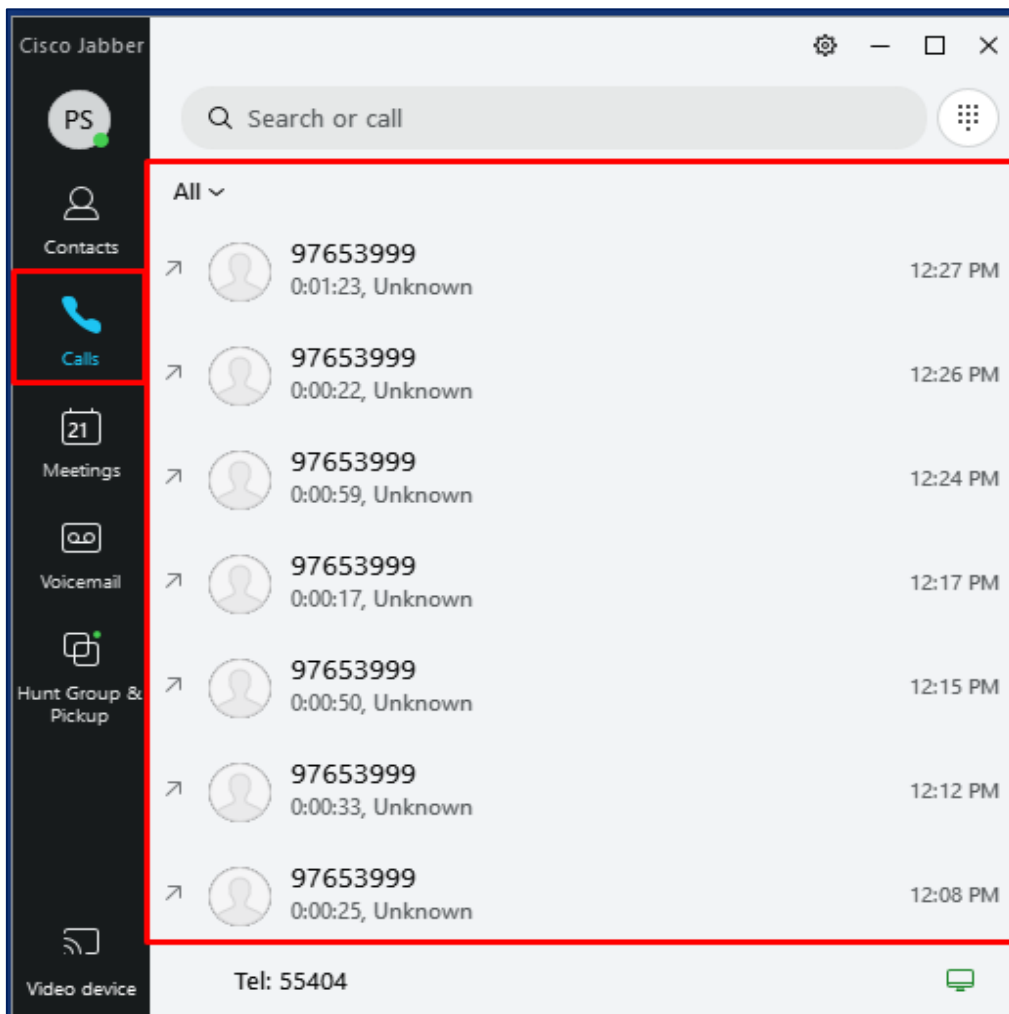 Cisco Jabber
PS
Search or call
Contacts
Calls
21
Meetings
Voicemail
Hunt Group &
Pickup
Video device
All
97653999
0:01:23, Unknown
12:27 PM
97653999
0:00:22, Unknown
12:26 PM
97653999
0:00:59, Unknown
12:24 PM
97653999
0:00:17, Unknown
12:17 PM
97653999
0:00:50, Unknown
12:15 PM
97653999
0:00:33, Unknown
12:12 PM
97653999
0:00:25, Unknown
12:08 PM
Tel: 55404